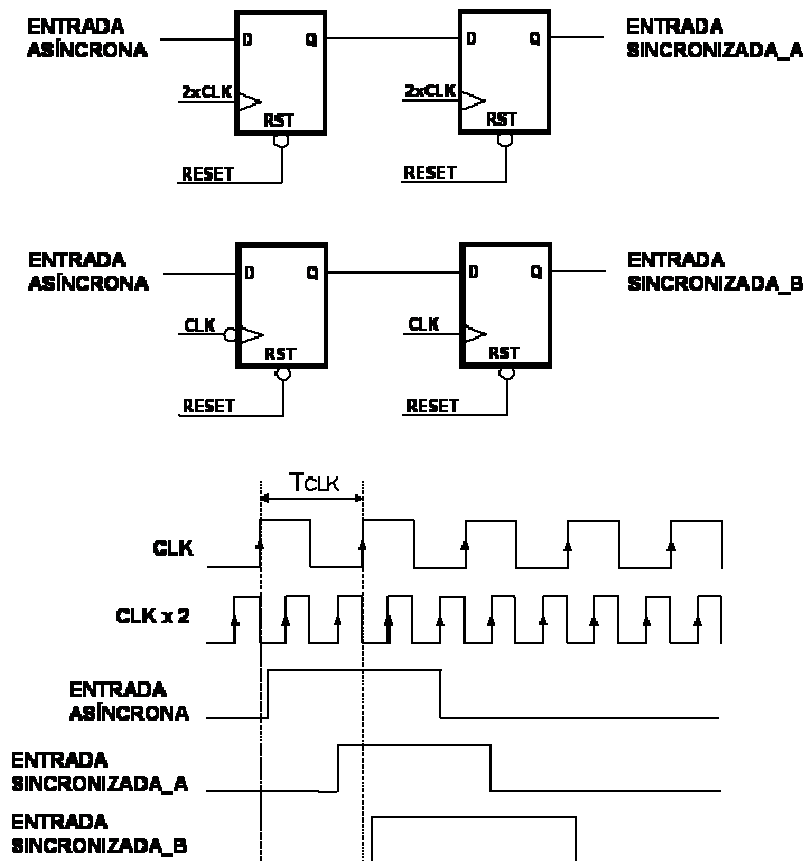 ENTRADA
ASÍNCRONA
D
Q
2xCLK
RST
RESET
D
Q
2xCLK
RST
RESET
ENTRADA
SINCRONIZADA_A
ENTRADA
ASÍNCRONA
D
Q
CLK
RST
RESET
D
Q
CLK
RST
RESET
ENTRADA
SINCRONIZADA_B
TCLK
CLK
CLK x 2
ENTRADA
ASÍNCRONA
ENTRADA
SINCRONIZADA_A
ENTRADA
SINCRONIZADA_B